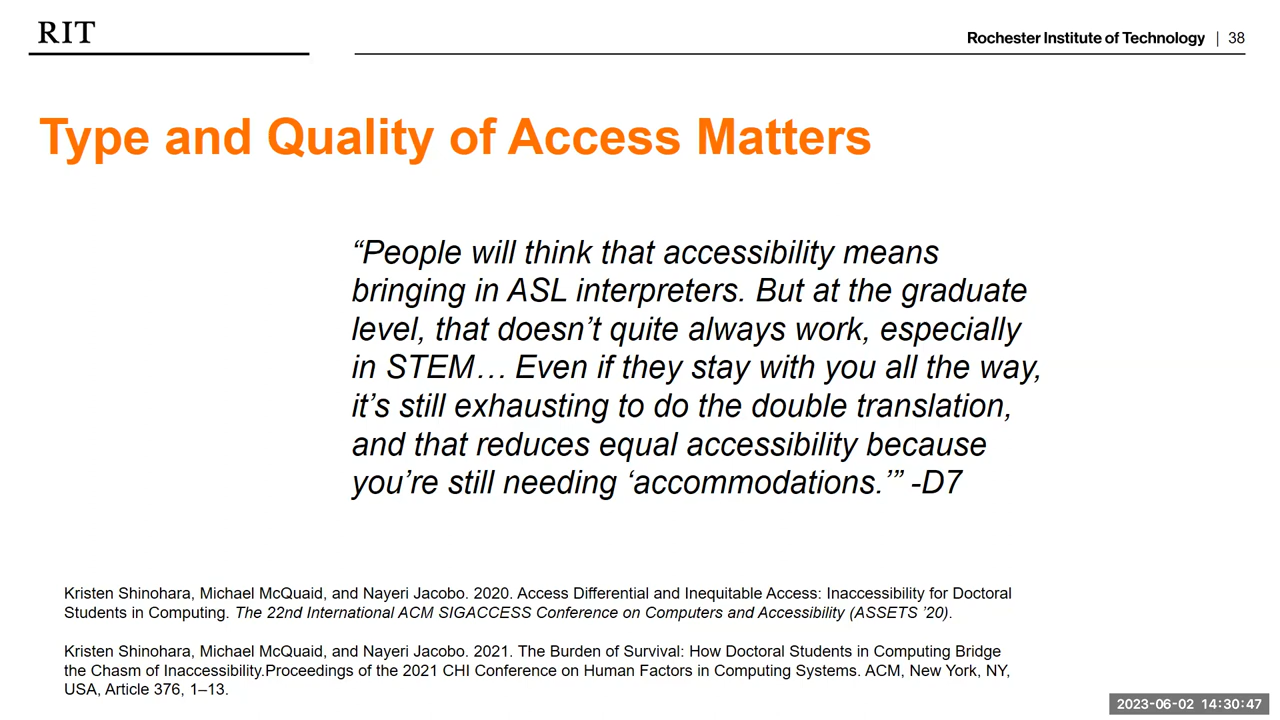 RIT
Rochester Institute of Technology | 38
Type and Quality of Access Matters
“People will think that accessibility means
bringing in ASL interpreters. But at the graduate
level, that doesn’t quite always work, especially
in STEM… Even if they stay with you all the way,
it’s still exhausting to do the double translation,
and that reduces equal accessibility because
you’re still needing ‘accommodations.’” -D7
Kristen Shinohara, Michael McQuaid, and Nayeri Jacobo. 2020. Access Differential and Inequitable Access: Inaccessibility for Doctoral
Students in Computing. The 22nd International ACM SIGACCESS Conference on Computers and Accessibility (ASSETS ’20).
Kristen Shinohara, Michael McQuaid, and Nayeri Jacobo. 2021. The Burden of Survival: How Doctoral Students in Computing Bridge
the Chasm of Inaccessibility.Proceedings of the 2021 CHI Conference on Human Factors in Computing Systems. ACM, New York, NY,
USA, Article 376, 1–13.
2023-06-02 14:30:47